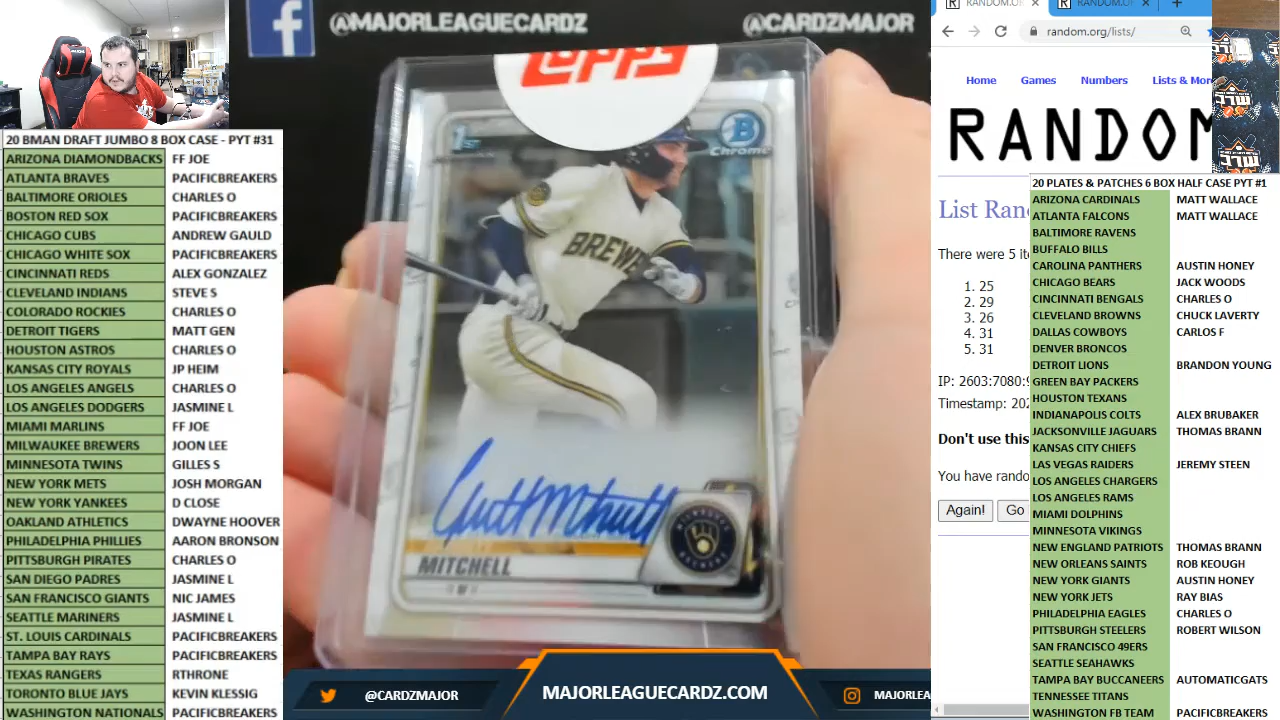 @MAJORLEAGUECARDZ
@CARDZMAJOR
TOPPS
1st
B
Chrome
BREWE
MITCHELL
@CARDZMAJOR
MAJORLEAGUECARDZ.COM
MAJORLEAG
20 BMAN DRAFT JUMBO 8 BOX CASE - PYT #31
ARIZONA DIAMONDBACKS FF JOE
ATLANTA BRAVES PACIFICBREAKERS
BALTIMORE ORIOLES CHARLES O
BOSTON RED SOX PACIFICBREAKERS
CHICAGO CUBS ANDREW GAULD
CHICAGO WHITE SOX PACIFICBREAKERS
CINCINNATI REDS ALEX GONZALEZ
CLEVELAND INDIANS STEVE S
COLORADO ROCKIES CHARLES O
DETROIT TIGERS MATT GEN
HOUSTON ASTROS CHARLES O
KANSAS CITY ROYALS JP HEIM
LOS ANGELES ANGELS CHARLES O
LOS ANGELES DODGERS JASMINE L
MIAMI MARLINS FF JOE
MILWAUKEE BREWERS JOON LEE
MINNESOTA TWINS GILLES S
NEW YORK METS JOSH MORGAN
NEW YORK YANKEES D CLOSE
OAKLAND ATHLETICS DWAYNE HOOVER
PHILADELPHIA PHILLIES AARON BRONSON
PITTSBURGH PIRATES CHARLES O
SAN DIEGO PADRES JASMINE L
SAN FRANCISCO GIANTS NIC JAMES
SEATTLE MARINERS JASMINE L
ST. LOUIS CARDINALS PACIFICBREAKERS
TAMPA BAY RAYS PACIFICBREAKERS
TEXAS RANGERS RTHRONE
TORONTO BLUE JAYS KEVIN KLESSIG
WASHINGTON NATIONALS PACIFICBREAKERS
random.org/lists/
Home Games Numbers Lists & Mor
RANDOM
List Ran
There were 5 ite
1. 25
2. 29
3. 26
4. 31
5. 31
IP: 2603:7080:9
Timestamp: 202
Don't use this
You have rando
Again! Go
20 PLATES & PATCHES 6 BOX HALF CASE PYT #1
ARIZONA CARDINALS MATT WALLACE
ATLANTA FALCONS MATT WALLACE
BALTIMORE RAVENS
BUFFALO BILLS
CAROLINA PANTHERS AUSTIN HONEY
CHICAGO BEARS JACK WOODS
CINCINNATI BENGALS CHARLES O
CLEVELAND BROWNS CHUCK LAVERTY
DALLAS COWBOYS CARLOS F
DENVER BRONCOS
DETROIT LIONS BRANDON YOUNG
GREEN BAY PACKERS
HOUSTON TEXANS
INDIANAPOLIS COLTS ALEX BRUBAKER
JACKSONVILLE JAGUARS THOMAS BRANN
KANSAS CITY CHIEFS
LAS VEGAS RAIDERS JEREMY STEEN
LOS ANGELES CHARGERS
LOS ANGELES RAMS
MIAMI DOLPHINS
MINNESOTA VIKINGS
NEW ENGLAND PATRIOTS THOMAS BRANN
NEW ORLEANS SAINTS ROB KEOUGH
NEW YORK GIANTS AUSTIN HONEY
NEW YORK JETS RAY BIAS
PHILADELPHIA EAGLES CHARLES O
PITTSBURGH STEELERS ROBERT WILSON
SAN FRANCISCO 49ERS
SEATTLE SEAHAWKS
TAMPA BAY BUCCANEERS AUTOMATICGATS
TENNESSEE TITANS
WASHINGTON FB TEAM PACIFICBREAKERS